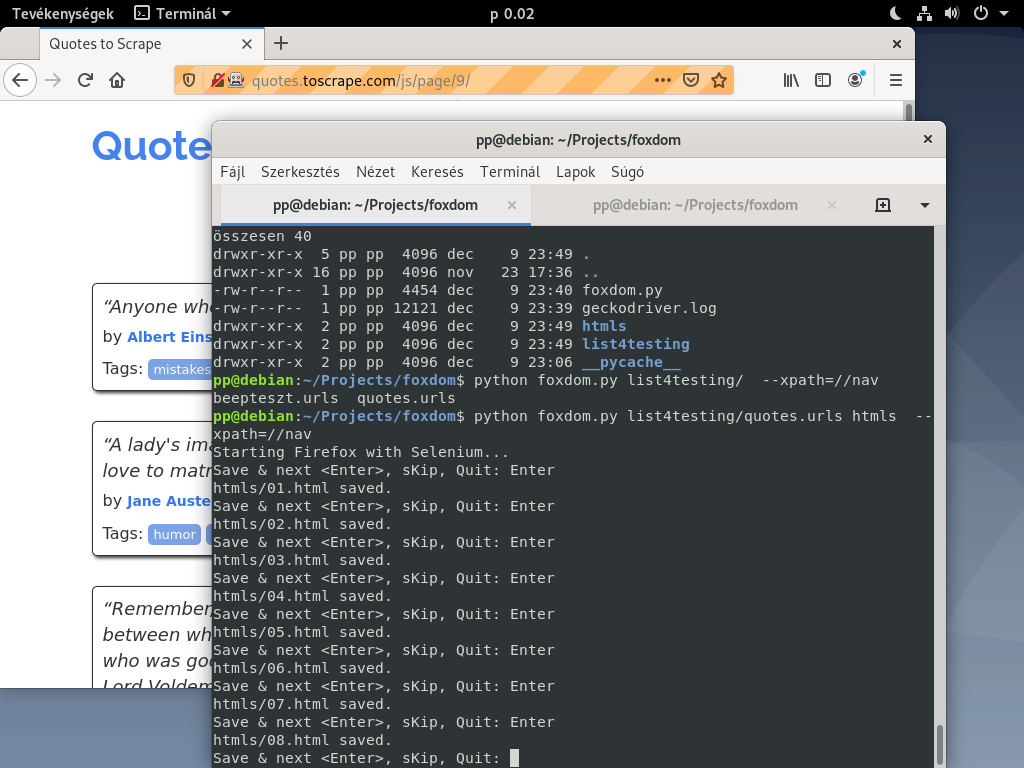 Tevékenységek Terminál p 0.02
Quotes to Scrape
quotes.toscrape.com/js/page/9/
Quote
“Anyone who
by Albert Eins
Tags: mistakes
“A lady's ima
love to matr
by Jane Auste
Tags: humor
“Remember,
between wh
who was goo
Lord Voldem
pp@debian: ~/Projects/foxdom
Fájl Szerkesztés Nézet Keresés Terminál Lapok Súgó
pp@debian: ~/Projects/foxdom pp@debian: ~/Projects/foxdom
összesen 40
drwxr-xr-x  5 pp pp  4096 dec    9 23:49 .
drwxr-xr-x 16 pp pp  4096 nov   23 17:36 ..
-rw-r--r--  1 pp pp  4454 dec    9 23:40 foxdom.py
-rw-r--r--  1 pp pp 12121 dec    9 23:39 geckodriver.log
drwxr-xr-x  2 pp pp  4096 dec    9 23:49 htmls
drwxr-xr-x  2 pp pp  4096 dec    9 23:49 list4testing
drwxr-xr-x  2 pp pp  4096 dec    9 23:06 __pycache__
pp@debian:~/Projects/foxdom$ python foxdom.py list4testing/  --xpath=//nav
beepteszt.urls  quotes.urls
pp@debian:~/Projects/foxdom$ python foxdom.py list4testing/quotes.urls htmls  --
xpath=//nav
Starting Firefox with Selenium...
Save & next <Enter>, sKip, Quit: Enter
htmls/01.html saved.
Save & next <Enter>, sKip, Quit: Enter
htmls/02.html saved.
Save & next <Enter>, sKip, Quit: Enter
htmls/03.html saved.
Save & next <Enter>, sKip, Quit: Enter
htmls/04.html saved.
Save & next <Enter>, sKip, Quit: Enter
htmls/05.html saved.
Save & next <Enter>, sKip, Quit: Enter
htmls/06.html saved.
Save & next <Enter>, sKip, Quit: Enter
htmls/07.html saved.
Save & next <Enter>, sKip, Quit: Enter
htmls/08.html saved.
Save & next <Enter>, sKip, Quit: